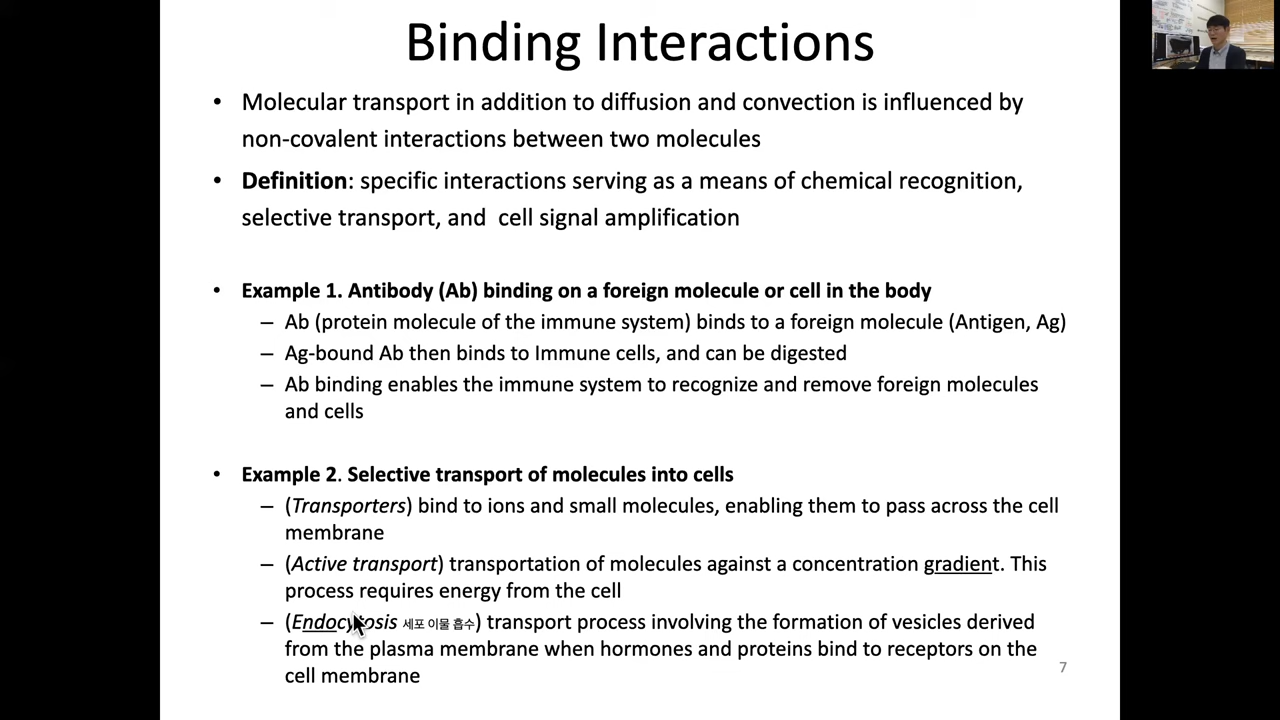 Binding Interactions
• Molecular transport in addition to diffusion and convection is influenced by
non-covalent interactions between two molecules
• Definition: specific interactions serving as a means of chemical recognition,
selective transport, and  cell signal amplification
• Example 1. Antibody (Ab) binding on a foreign molecule or cell in the body
– Ab (protein molecule of the immune system) binds to a foreign molecule (Antigen, Ag)
– Ag-bound Ab then binds to Immune cells, and can be digested
– Ab binding enables the immune system to recognize and remove foreign molecules
and cells
• Example 2. Selective transport of molecules into cells
– (Transporters) bind to ions and small molecules, enabling them to pass across the cell
membrane
– (Active transport) transportation of molecules against a concentration gradient. This
process requires energy from the cell
– (Endocytosis 세포 이물 흡수) transport process involving the formation of vesicles derived
from the plasma membrane when hormones and proteins bind to receptors on the
cell membrane
7